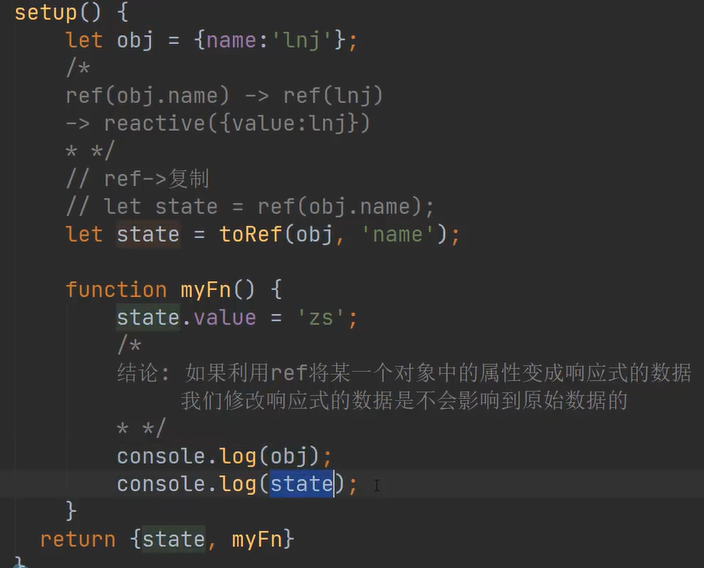 setup() {
let obj = {name:'lnj'};
/*
ref(obj.name) -> ref(lnj)
-> reactive({value:lnj})
* */
// ref->复制
// let state = ref(obj.name);
let state = toRef(obj, 'name');
function myFn() {
state.value = 'zs';
/*
结论: 如果利用ref将某一个对象中的属性变成响应式的数据
我们修改响应式的数据是不会影响到原始数据的
* */
console.log(obj);
console.log(state);
}
return {state, myFn}
}